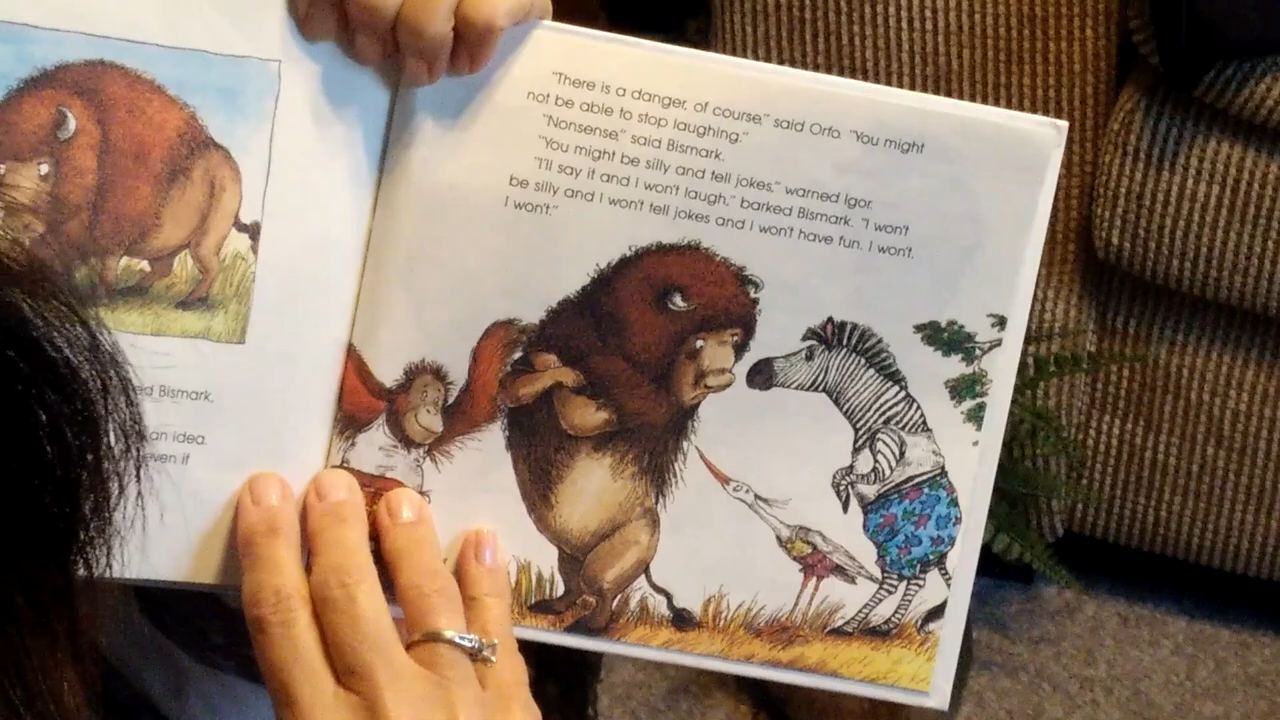 ed Bismark,
an idea.
even if
"There is a danger, of course," said Orfo. "You might
not be able to stop laughing."
"Nonsense," said Bismark.
"You might be silly and tell jokes," warned Igor.
"I'll say it and I won't laugh," barked Bismark. "I won't
be silly and I won't tell jokes and I won't have fun. I won't.
I won't."